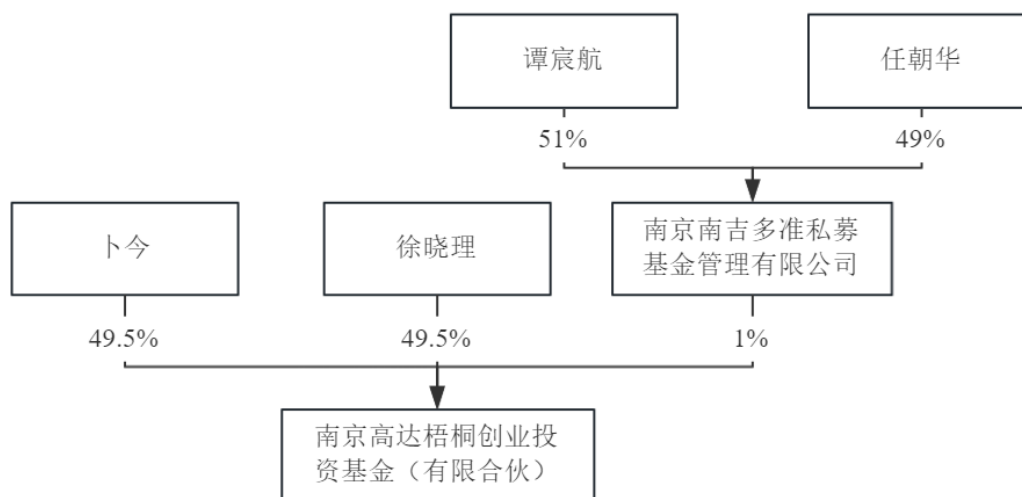 谭宸航
任朝华
51%
49%
卜今
徐晓理
南京南吉多准私募
基金管理有限公司
49.5%
49.5%
1%
南京高达梧桐创业投
资基金（有限合伙）